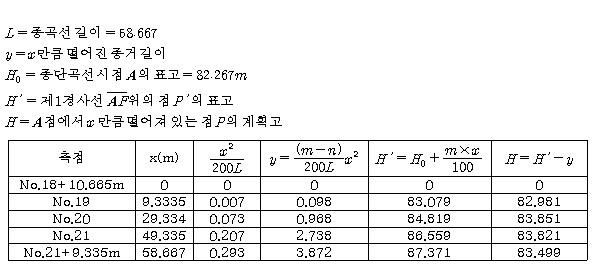 L = 종곡선 길이 = 58.667
y = x만큼 떨어진 종거 길이
H₀ = 종단곡선시점 A의 표고 = 82.267m
H´ = 제1경사선 A̅F̅위의 점 P´의 표고
H = A점에서 x만큼 떨어져 있는 점 P의 계획고
측점 x(m) x²/200L y = (m-n)/200L x² H´ = H₀ + m×x/100 H = H´ - y
No.18+10.665m 0 0 0 0 0
No.19 9.3335 0.007 0.098 83.079 82.981
No.20 29.334 0.073 0.968 84.819 83.851
No.21 49.335 0.207 2.738 86.559 83.821
No.21+9.335m 58.667 0.293 3.872 87.371 83.499